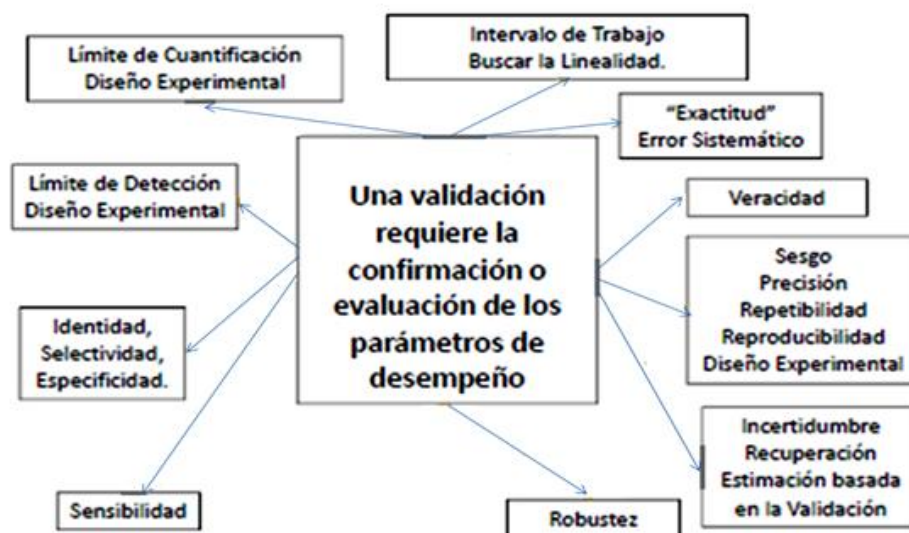 Límite de Cuantificación
Diseño Experimental
Intervalo de Trabajo
Buscar la Linealidad.
“Exactitud”
Error Sistemático
Límite de Detección
Diseño Experimental
Una validación
requiere la
confirmación o
evaluación de los
parámetros de
desempeño
Veracidad
Sesgo
Precisión
Repetibilidad
Reproducibilidad
Diseño Experimental
Identidad,
Selectividad,
Especificidad.
Incertidumbre
Recuperación
Estimación basada
en la Validación
Sensibilidad
Robustez